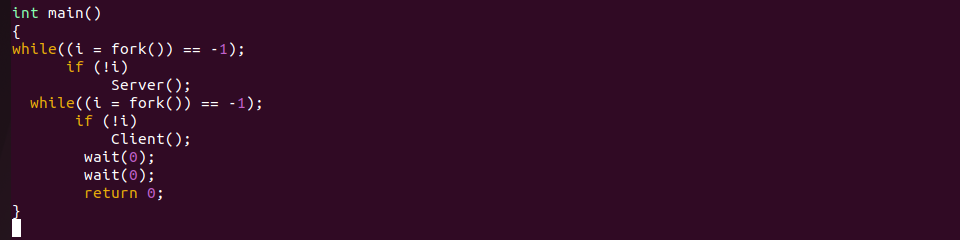 int main()
{
while((i = fork()) == -1);
if (!i)
Server();
while((i = fork()) == -1);
if (!i)
Client();
wait(0);
wait(0);
return 0;
}